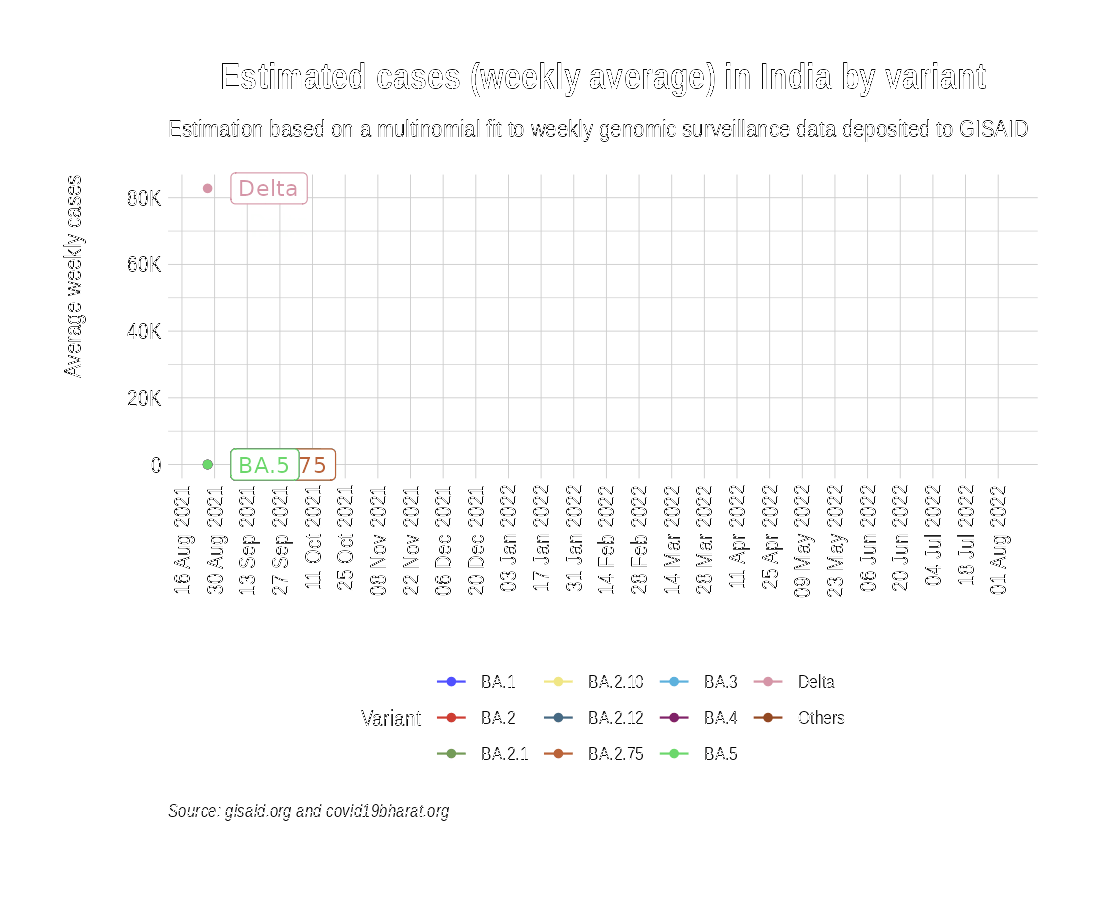 Estimated cases (weekly average) in India by variant
Estimation based on a multinomial fit to weekly genomic surveillance data deposited to GISAID
Average weekly cases
80K
60K
40K
20K
0
Delta
BA.5
75
16 Aug 2021
30 Aug 2021
13 Sep 2021
27 Sep 2021
11 Oct 2021
25 Oct 2021
08 Nov 2021
22 Nov 2021
06 Dec 2021
20 Dec 2021
03 Jan 2022
17 Jan 2022
31 Jan 2022
14 Feb 2022
28 Feb 2022
14 Mar 2022
28 Mar 2022
11 Apr 2022
25 Apr 2022
09 May 2022
23 May 2022
06 Jun 2022
20 Jun 2022
04 Jul 2022
18 Jul 2022
01 Aug 2022
Variant
BA.1
BA.2
BA.2.1
BA.2.10
BA.2.12
BA.2.75
BA.3
BA.4
BA.5
Delta
Others
Source: gisaid.org and covid19bharat.org